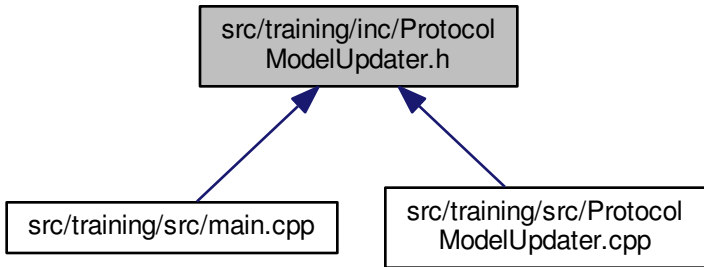 src/training/inc/Protocol
ModelUpdater.h
src/training/src/main.cpp
src/training/src/Protocol
ModelUpdater.cpp